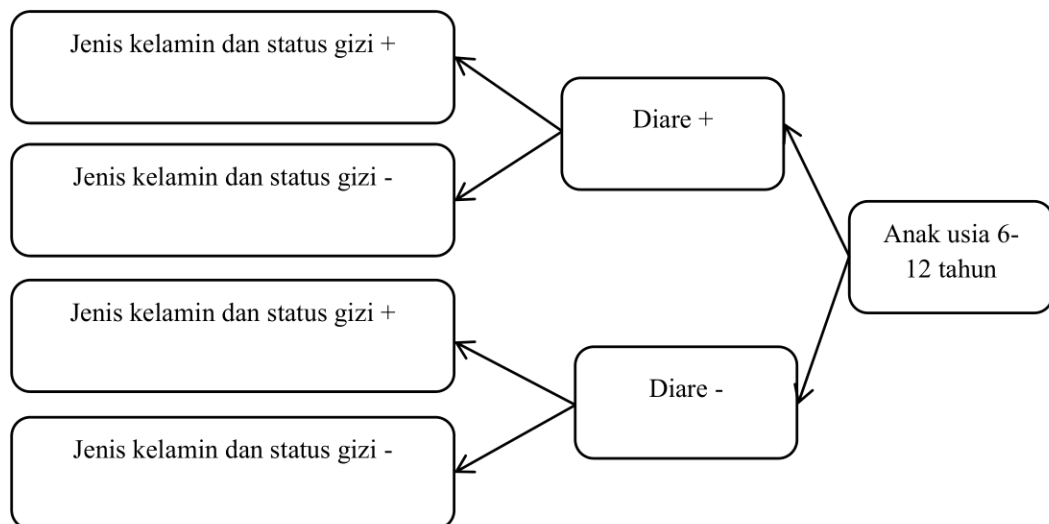 Jenis kelamin dan status gizi +
Jenis kelamin dan status gizi -
Jenis kelamin dan status gizi +
Jenis kelamin dan status gizi -
Diare +
Diare -
Anak usia 6-
12 tahun